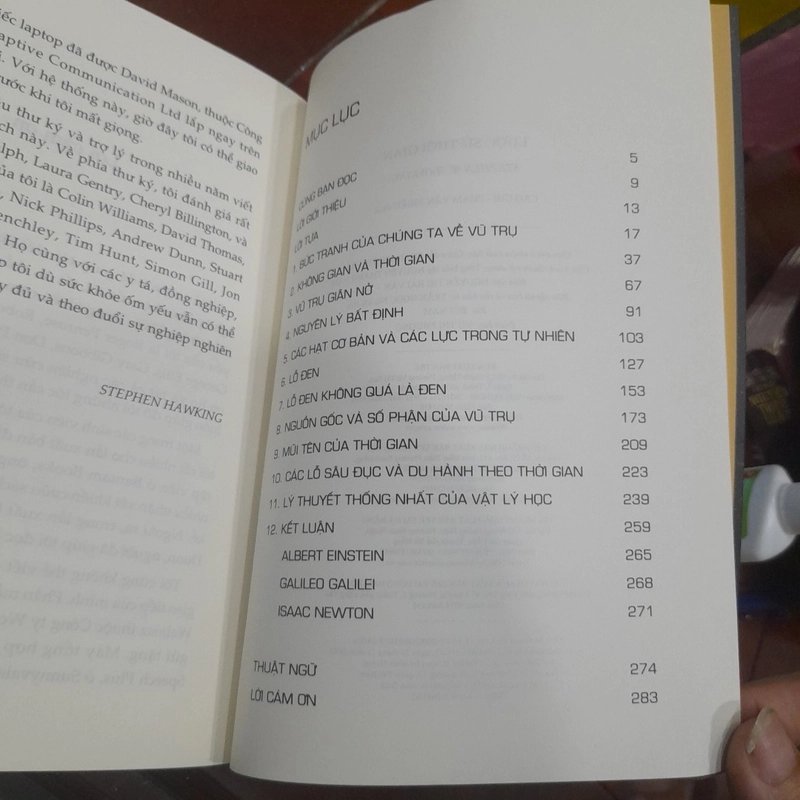 iếc laptop đã được David Mason, thuộc Công
aptive Communication Ltd lắp ngay trên
i. Với hệ thống này, giờ đây tôi có thể giao
rước khi tôi mất giọng.
u thư ký và trợ lý trong nhiều năm viết
ch này. Về phía thư ký, tôi đánh giá rất
lph, Laura Gentry, Cheryl Billington, và
ủa tôi là Colin Williams, David Thomas,
, Nick Phillips, Andrew Dunn, Stuart
enchley, Tim Hunt, Simon Gill, Jon
Họ cùng với các y tá, đồng nghiệp,
p tôi dù sức khỏe ốm yếu vẫn có thể
y đủ và theo đuổi sự nghiệp nghiên
STEPHEN HAWKING
MỤC LỤC
CÙNG BẠN ĐỌC 5
LỜI GIỚI THIỆU 9
LỜI TỰA 13
1. BỨC TRANH CỦA CHÚNG TA VỀ VŨ TRỤ 17
2. KHÔNG GIAN VÀ THỜI GIAN 37
3. VŨ TRỤ GIÃN NỞ 67
4. NGUYÊN LÝ BẤT ĐỊNH 91
5. CÁC HẠT CƠ BẢN VÀ CÁC LỰC TRONG TỰ NHIÊN 103
6. LỖ ĐEN 127
7. LỖ ĐEN KHÔNG QUÁ LÀ ĐEN 153
8. NGUỒN GỐC VÀ SỐ PHẬN CỦA VŨ TRỤ 173
9. MŨI TÊN CỦA THỜI GIAN 209
10. CÁC LỖ SÂU ĐỤC VÀ DU HÀNH THEO THỜI GIAN 223
11. LÝ THUYẾT THỐNG NHẤT CỦA VẬT LÝ HỌC 239
12. KẾT LUẬN 259
ALBERT EINSTEIN 265
GALILEO GALILEI 268
ISAAC NEWTON 271
THUẬT NGỮ 274
LỜI CÁM ƠN 283